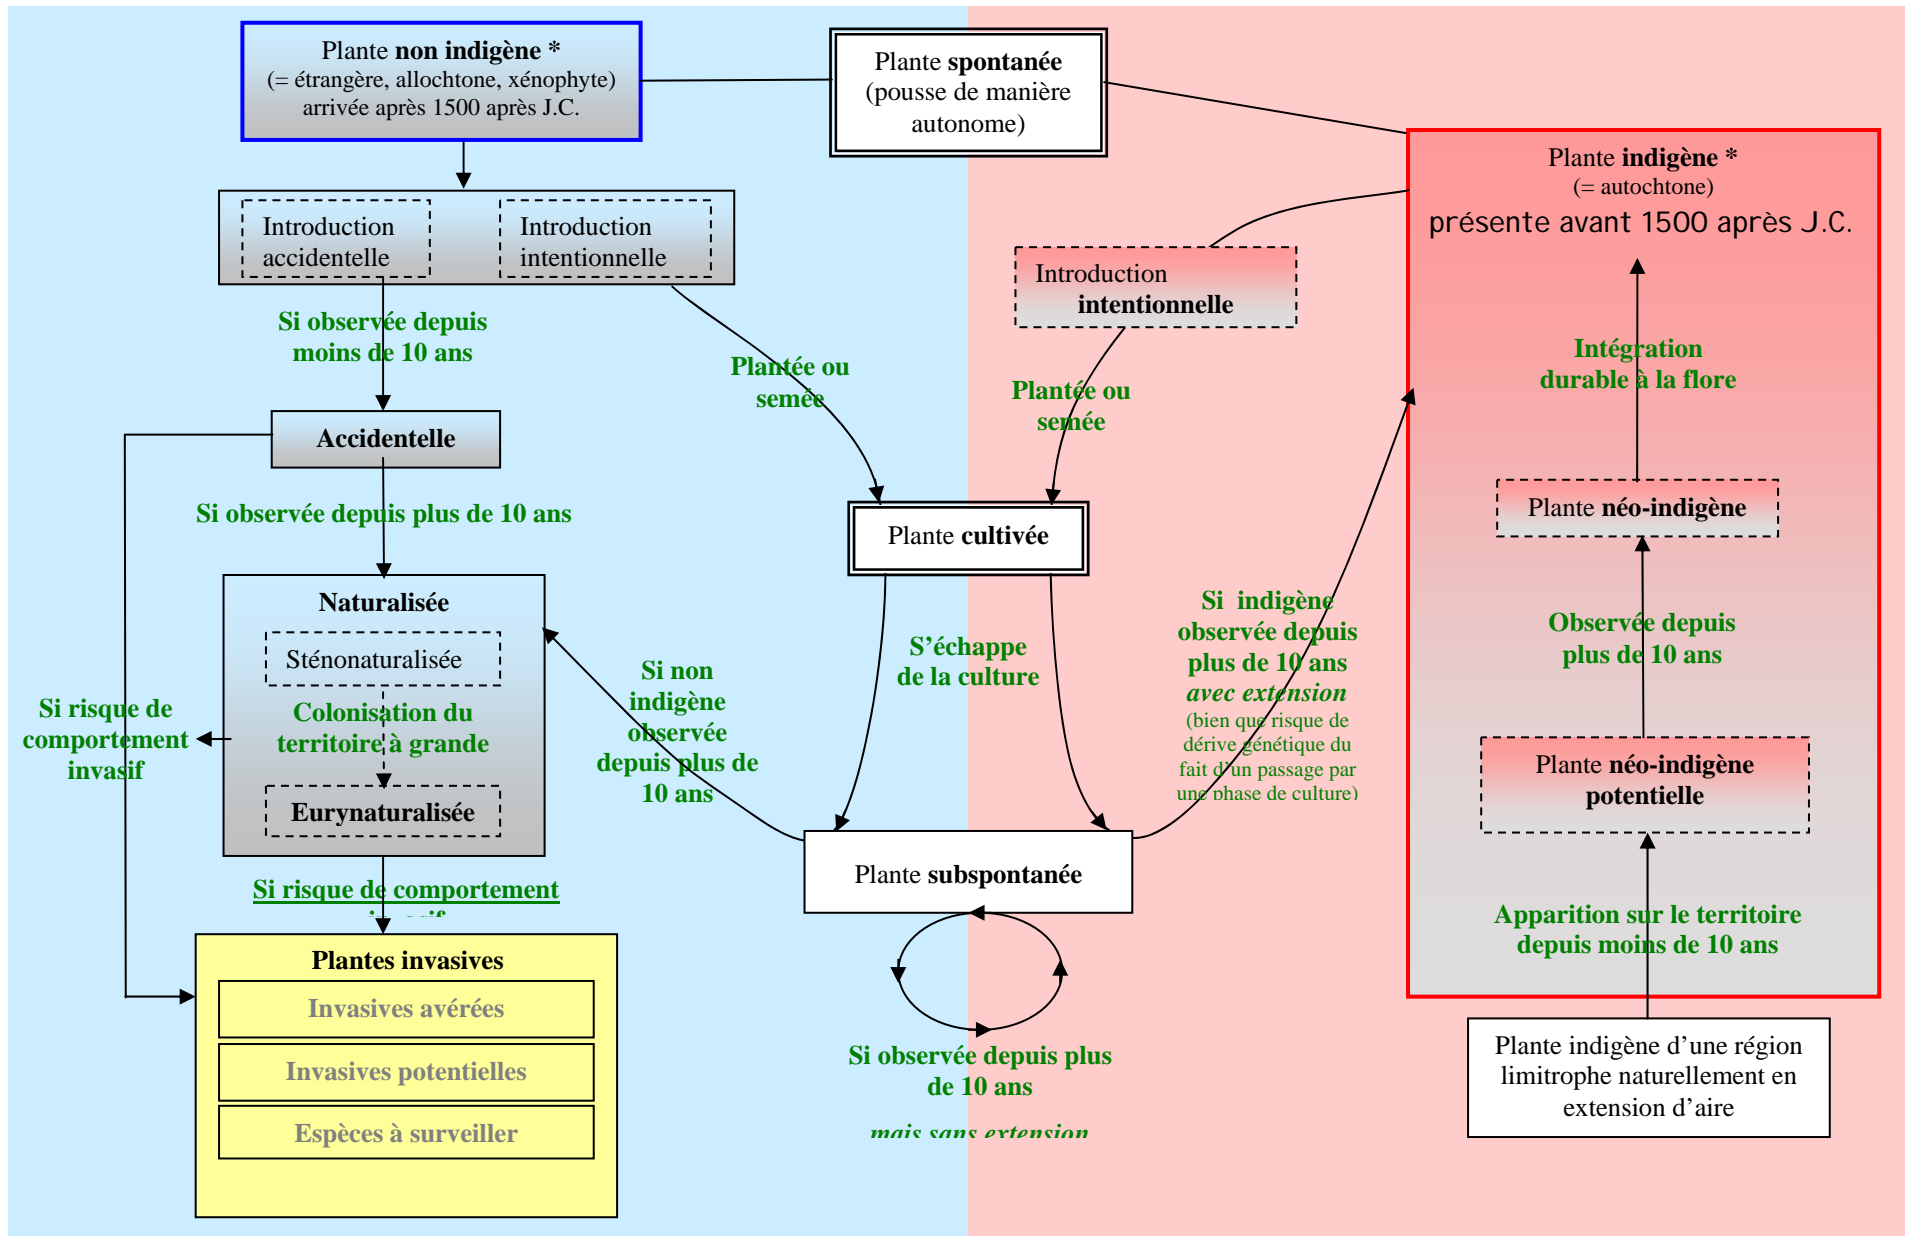 Plante non indigène *
(= étrangère, allochtone, xénophyte)
arrivée après 1500 après J.C.
Plante spontanée
(pousse de manière
autonome)
Plante indigène *
(= autochtone)
présente avant 1500 après J.C.
Introduction
accidentelle
Introduction
intentionnelle
Introduction
intentionnelle
Si observée depuis
moins de 10 ans
Plantée ou
semée
Plantée ou
semée
Intégration
durable à la flore
Accidentelle
Si observée depuis plus de 10 ans
Plante cultivée
Plante néo-indigène
Naturalisée
Sténonaturalisée
Colonisation du
territoire à grande
Eurynaturalisée
Si risque de
comportement
invasif
Si non
indigène
observée
depuis plus de
10 ans
S’échappe
de la culture
Si indigène
observée depuis
plus de 10 ans
avec extension
(bien que risque de
dérive génétique du
fait d’un passage par
une phase de culture)
Observée depuis
plus de 10 ans
Plante néo-indigène
potentielle
Plante subspontanée
Si risque de comportement
invasif
Apparition sur le territoire
depuis moins de 10 ans
Plantes invasives
Invasives avérées
Invasives potentielles
Espèces à surveiller
Si observée depuis plus
de 10 ans
mais sans extension
Plante indigène d’une région
limitrophe naturellement en
extension d’aire